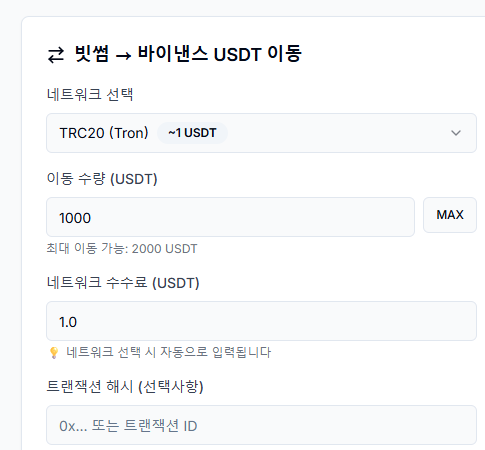 빗썸 → 바이낸스 USDT 이동
네트워크 선택
TRC20 (Tron) ~1 USDT
이동 수량 (USDT)
1000 MAX
최대 이동 가능: 2000 USDT
네트워크 수수료 (USDT)
1.0
💡 네트워크 선택 시 자동으로 입력됩니다
트랜잭션 해시 (선택사항)
0x... 또는 트랜잭션 ID